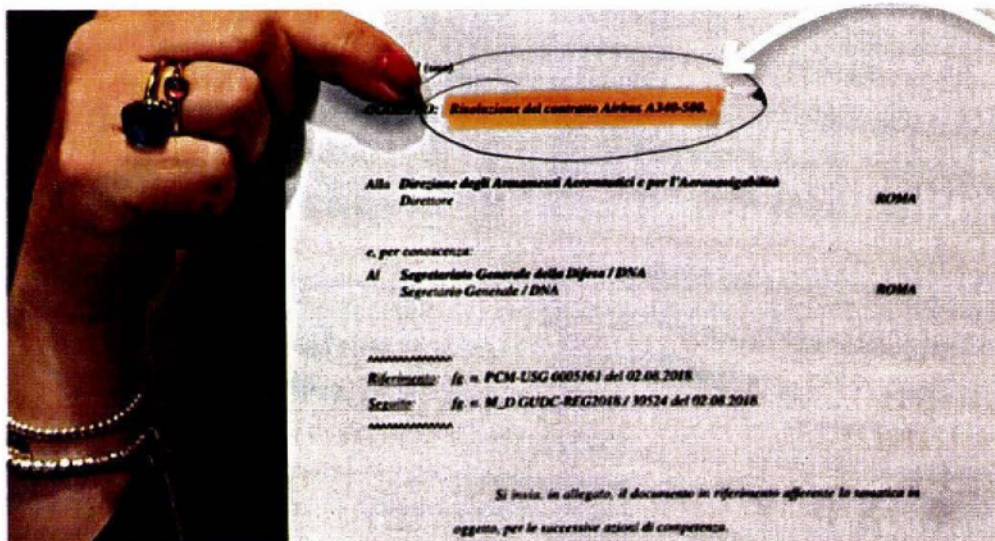 OGGETTO: Risoluzione del contratto Airbus A340-500.
Alla Direzione degli Armamenti Aeronautici e per l'Aeronavigabilità
Direttore ROMA
e, per conoscenza:
Al Segretariato Generale della Difesa / DNA
Segretario Generale / DNA ROMA
^^^^^^^^^^^^^
Riferimento: fg. n. PCM-USG 0005161 del 02.08.2018.
Seguito: fg. n. M_D GUDC-REG2018 / 30524 del 02.08.2018.
^^^^^^^^^^^^^
Si invia, in allegato, il documento in riferimento afferente la tematica in
oggetto, per le successive azioni di competenza.